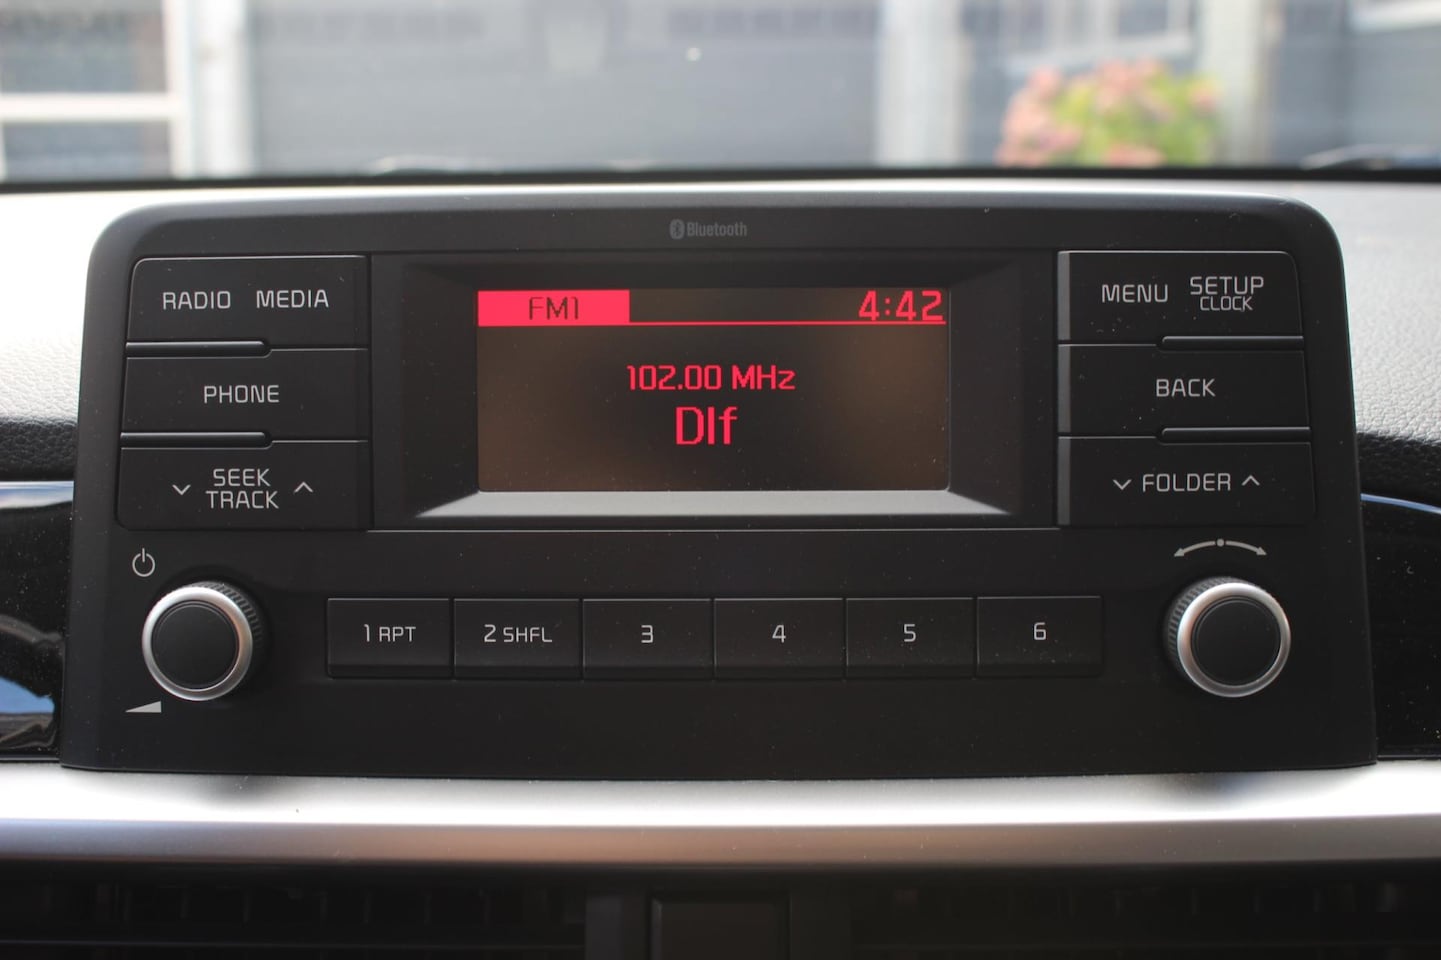 Bluetooth
RADIO MEDIA
FM1 4:42
MENU SETUP
CLOCK
102.00 MHz
Dlf
PHONE
BACK
SEEK
TRACK
FOLDER
1 RPT 2 SHFL 3 4 5 6